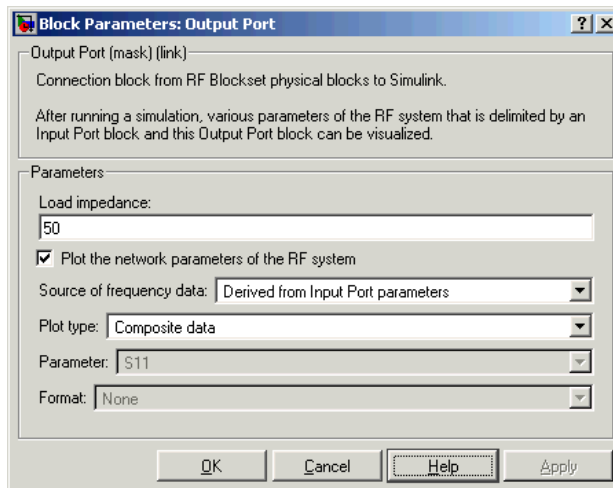 Block Parameters: Output Port
Output Port (mask) (link)
Connection block from RF Blockset physical blocks to Simulink.
After running a simulation, various parameters of the RF system that is delimited by an
Input Port block and this Output Port block can be visualized.
Parameters
Load impedance:
50
Plot the network parameters of the RF system
Source of frequency data: Derived from Input Port parameters
Plot type: Composite data
Parameter: S11
Format: None
OK Cancel Help Apply